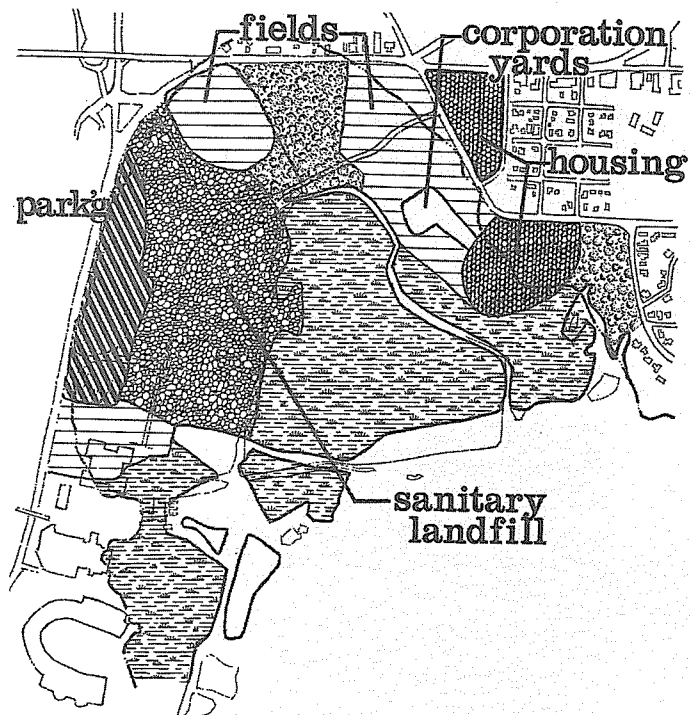 fields
corporation
yards
housing
park'g
sanitary
landfill